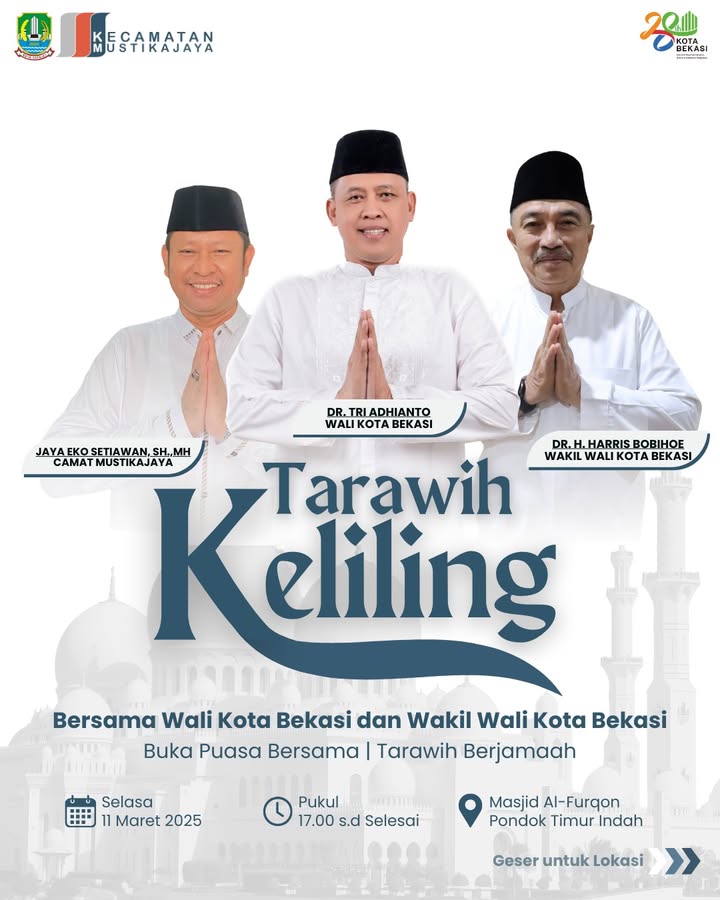 KECAMATAN
MUSTIKAJAYA
KOTA
BEKASI
DR. TRI ADHIANTO
WALI KOTA BEKASI
JAYA EKO SETIAWAN, SH.,MH
CAMAT MUSTIKAJAYA
DR. H. HARRIS BOBIHOE
WAKIL WALI KOTA BEKASI
Tarawih
Keliling
Bersama Wali Kota Bekasi dan Wakil Wali Kota Bekasi
Buka Puasa Bersama | Tarawih Berjamaah
Selasa
11 Maret 2025
Pukul
17.00 s.d Selesai
Masjid Al-Furqon
Pondok Timur Indah
Geser untuk Lokasi